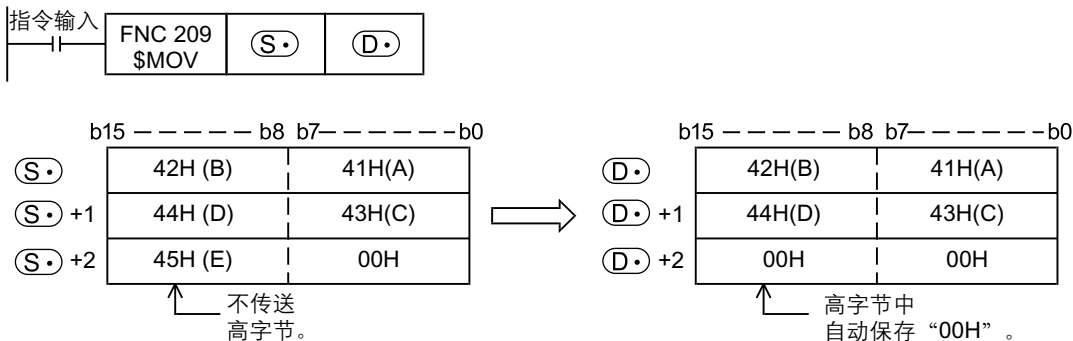 指令输入
FNC 209
$MOV
S·
D·
b15 — — — — — b8 b7— — — — — —b0
S· 42H (B) 41H(A)
S· +1 44H (D) 43H(C)
S· +2 45H (E) 00H
不传送
高字节。
b15 — — — — — b8 b7— — — — — —b0
D· 42H(B) 41H(A)
D· +1 44H(D) 43H(C)
D· +2 00H 00H
高字节中
自动保存“00H”。